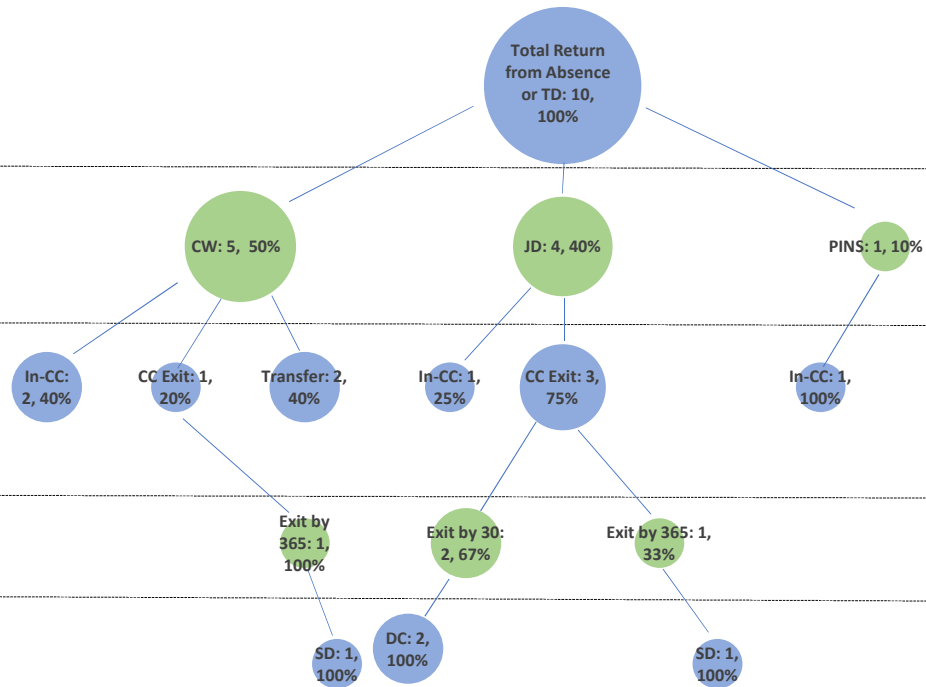 Total Return
from Absence
or TD: 10,
100%
CW: 5, 50%
JD: 4, 40%
PINS: 1, 10%
In-CC:
2, 40%
CC Exit: 1,
20%
Transfer: 2,
40%
In-CC: 1,
25%
CC Exit: 3,
75%
In-CC: 1,
100%
Exit by
365: 1,
100%
Exit by 30:
2, 67%
Exit by 365: 1,
33%
SD: 1,
100%
DC: 2,
100%
SD: 1,
100%